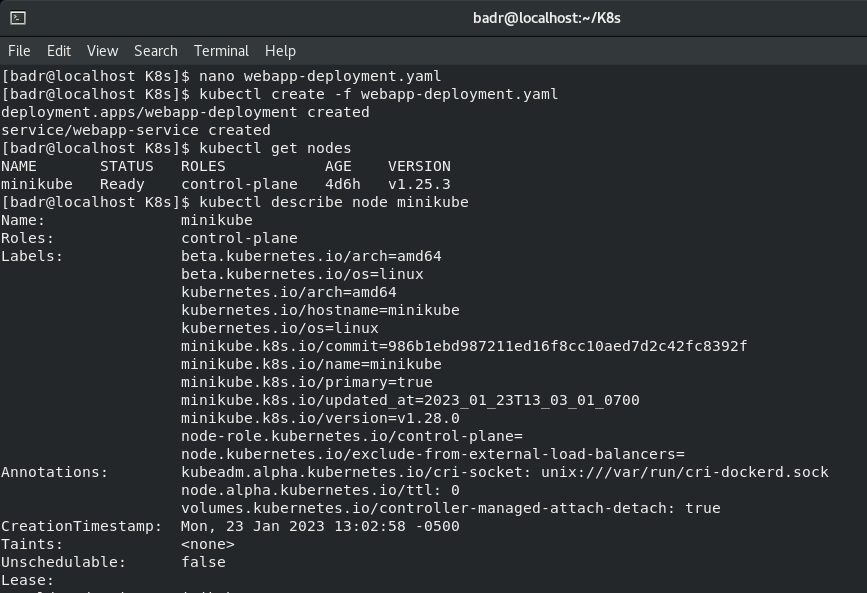 badr@localhost:~/K8s
File Edit View Search Terminal Help
[badr@localhost K8s]$ nano webapp-deployment.yaml
[badr@localhost K8s]$ kubectl create -f webapp-deployment.yaml
deployment.apps/webapp-deployment created
service/webapp-service created
[badr@localhost K8s]$ kubectl get nodes
NAME STATUS ROLES AGE VERSION
minikube Ready control-plane 4d6h v1.25.3
[badr@localhost K8s]$ kubectl describe node minikube
Name: minikube
Roles: control-plane
Labels: beta.kubernetes.io/arch=amd64
beta.kubernetes.io/os=linux
kubernetes.io/arch=amd64
kubernetes.io/hostname=minikube
kubernetes.io/os=linux
minikube.k8s.io/commit=986b1ebd987211ed16f8cc10aed7d2c42fc8392f
minikube.k8s.io/name=minikube
minikube.k8s.io/primary=true
minikube.k8s.io/updated_at=2023_01_23T13_03_01_0700
minikube.k8s.io/version=v1.28.0
node-role.kubernetes.io/control-plane=
node.kubernetes.io/exclude-from-external-load-balancers=
Annotations: kubeadm.alpha.kubernetes.io/cri-socket: unix:///var/run/cri-dockerd.sock
node.alpha.kubernetes.io/ttl: 0
volumes.kubernetes.io/controller-managed-attach-detach: true
CreationTimestamp: Mon, 23 Jan 2023 13:02:58 -0500
Taints: <none>
Unschedulable: false
Lease: